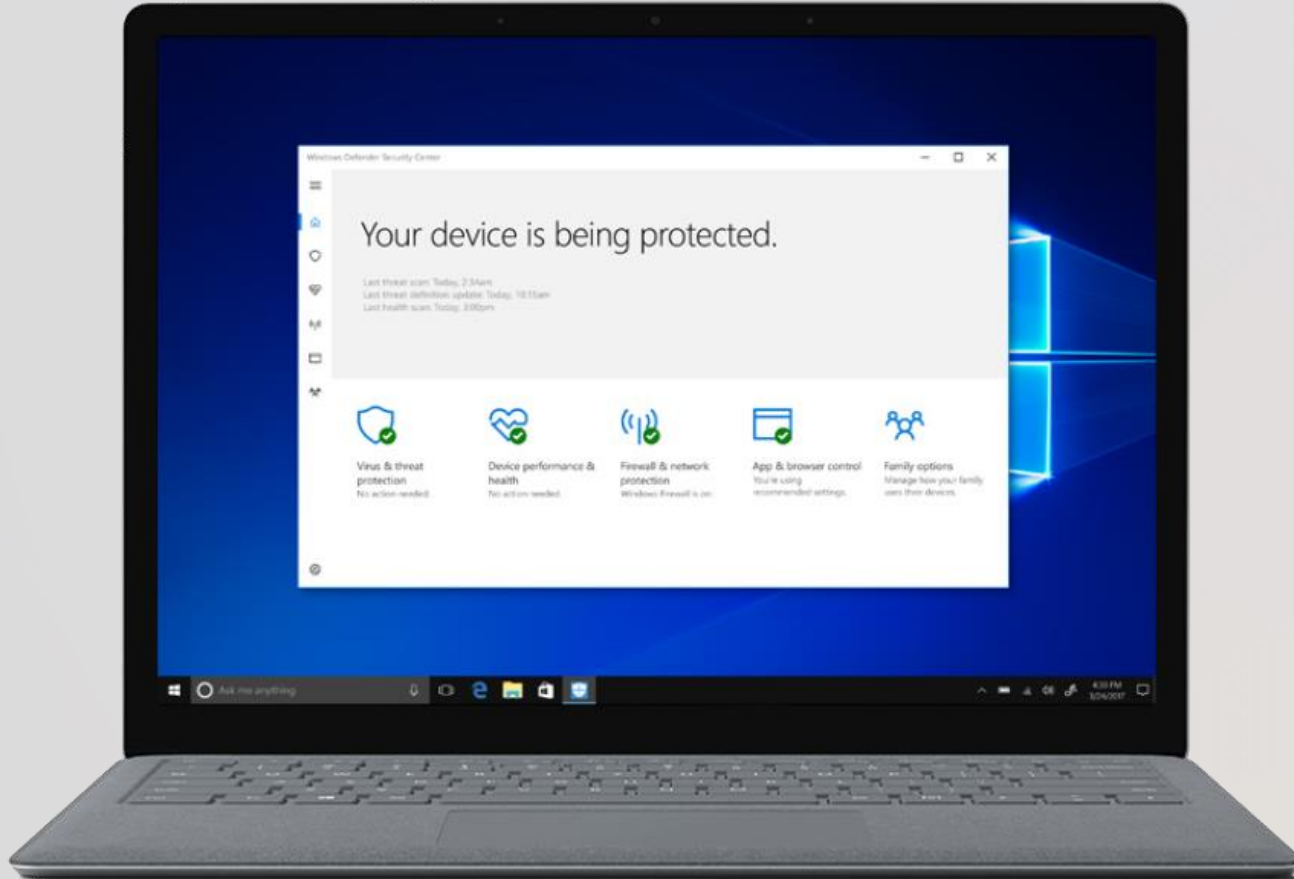 Windows Defender Security Center
Your device is being protected.
Last threat scan: Today, 2:34am
Last threat definition update: Today, 10:15am
Last health scan: Today, 3:00pm
Virus & threat
protection
No action needed.
Device performance &
health
No action needed.
Firewall & network
protection
Windows Firewall is on.
App & browser control
You're using
recommended settings.
Family options
Manage how your family
uses their devices.
Ask me anything
4:30 PM